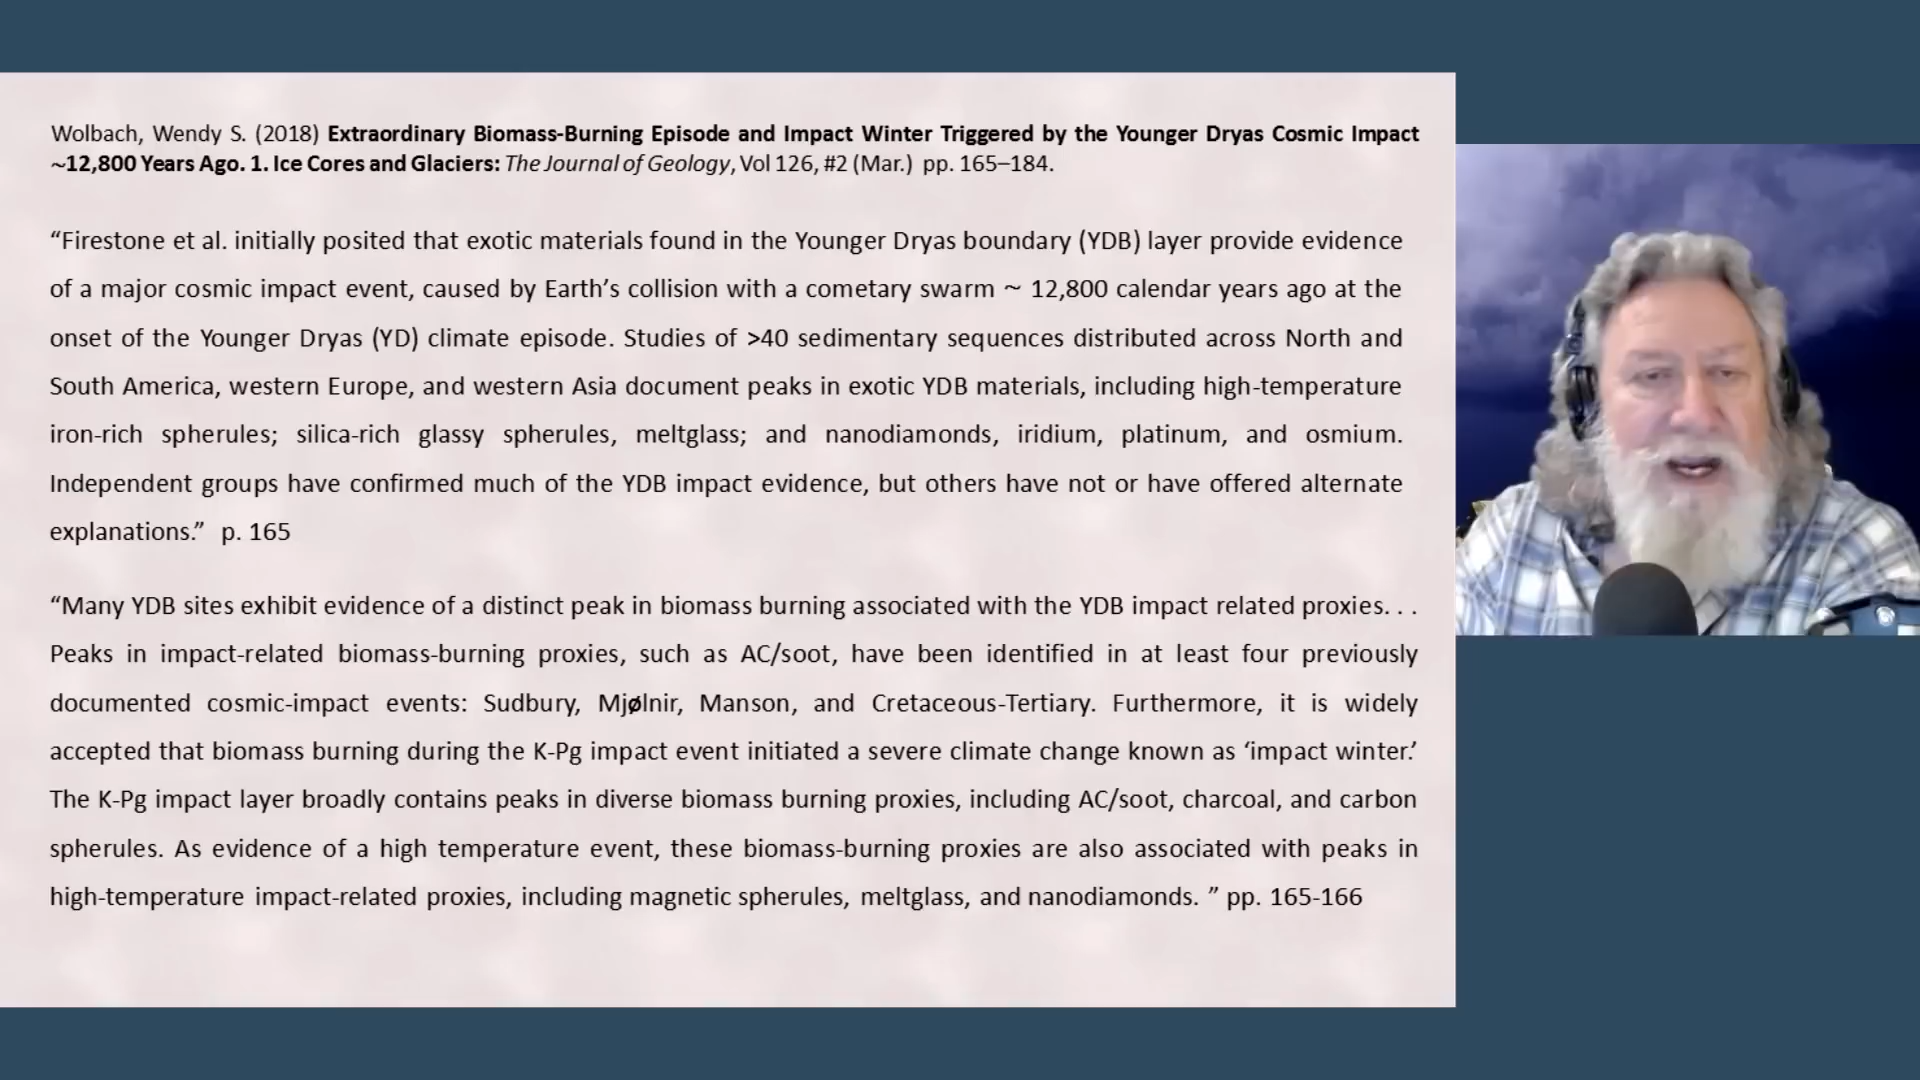 Wolbach, Wendy S. (2018) Extraordinary Biomass-Burning Episode and Impact Winter Triggered by the Younger Dryas Cosmic Impact
~12,800 Years Ago. 1. Ice Cores and Glaciers: The Journal of Geology, Vol 126, #2 (Mar.) pp. 165–184.
“Firestone et al. initially posited that exotic materials found in the Younger Dryas boundary (YDB) layer provide evidence
of a major cosmic impact event, caused by Earth’s collision with a cometary swarm ~ 12,800 calendar years ago at the
onset of the Younger Dryas (YD) climate episode. Studies of >40 sedimentary sequences distributed across North and
South America, western Europe, and western Asia document peaks in exotic YDB materials, including high-temperature
iron-rich spherules; silica-rich glassy spherules, meltglass; and nanodiamonds, iridium, platinum, and osmium.
Independent groups have confirmed much of the YDB impact evidence, but others have not or have offered alternate
explanations.” p. 165
“Many YDB sites exhibit evidence of a distinct peak in biomass burning associated with the YDB impact related proxies. . .
Peaks in impact-related biomass-burning proxies, such as AC/soot, have been identified in at least four previously
documented cosmic-impact events: Sudbury, Mjølnir, Manson, and Cretaceous-Tertiary. Furthermore, it is widely
accepted that biomass burning during the K-Pg impact event initiated a severe climate change known as ‘impact winter.’
The K-Pg impact layer broadly contains peaks in diverse biomass burning proxies, including AC/soot, charcoal, and carbon
spherules. As evidence of a high temperature event, these biomass-burning proxies are also associated with peaks in
high-temperature impact-related proxies, including magnetic spherules, meltglass, and nanodiamonds. ” pp. 165-166